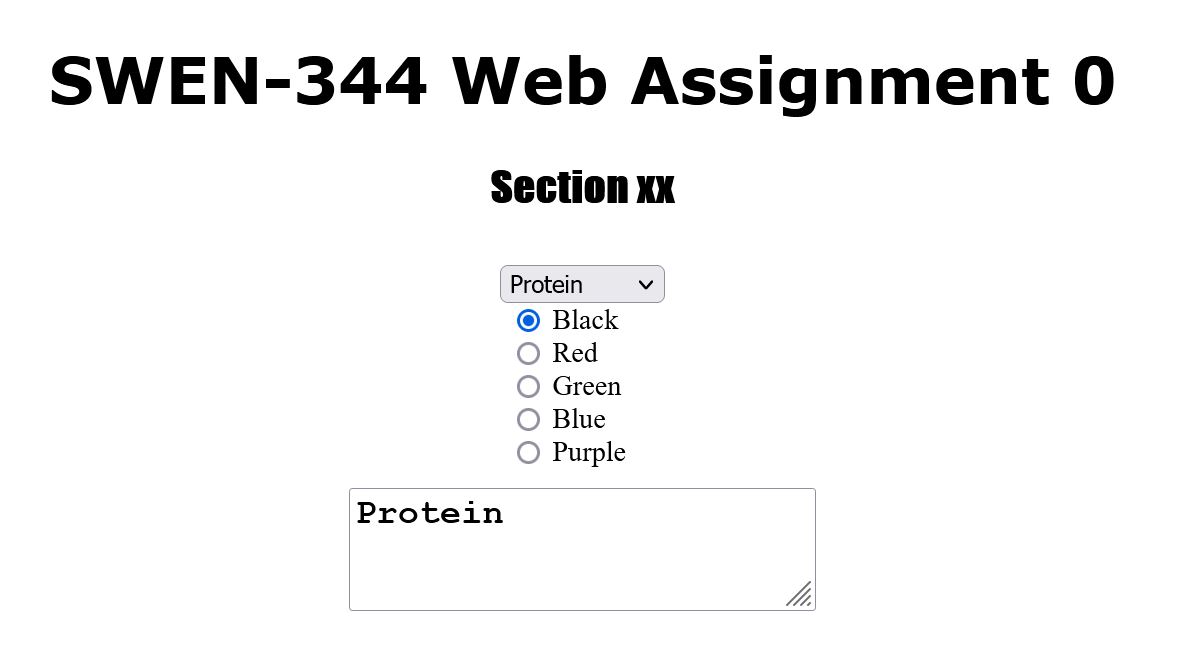 SWEN-344 Web Assignment 0
Section xx
Protein
Black
Red
Green
Blue
Purple
Protein